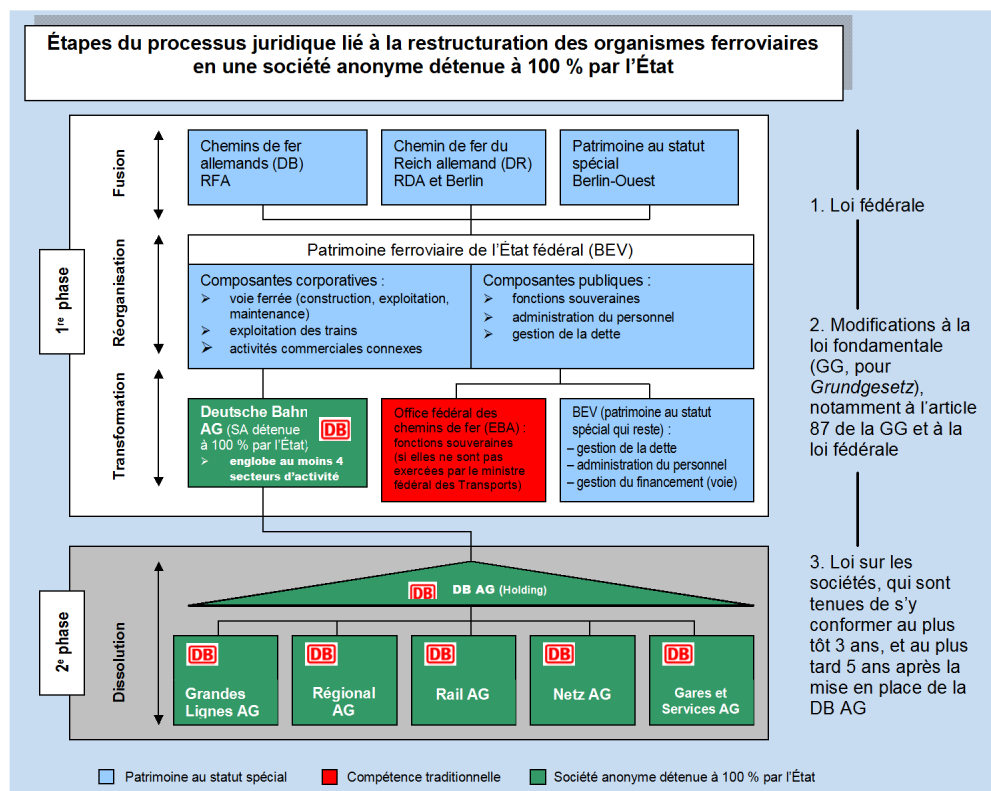 Étapes du processus juridique lié à la restructuration des organismes ferroviaires
en une société anonyme détenue à 100 % par l'État
1re phase
Fusion
Chemins de fer
allemands (DB)
RFA
Chemin de fer du
Reich allemand (DR)
RDA et Berlin
Patrimoine au statut
spécial
Berlin-Ouest
Réorganisation
Patrimoine ferroviaire de l'État fédéral (BEV)
Composantes corporatives :
➢ voie ferrée (construction, exploitation,
maintenance)
➢ exploitation des trains
➢ activités commerciales connexes
Composantes publiques :
➢ fonctions souveraines
➢ administration du personnel
➢ gestion de la dette
Transformation
Deutsche Bahn
AG (SA détenue
à 100 % par l'État)
➢ englobe au moins 4
secteurs d'activité
DB
Office fédéral des
chemins de fer (EBA) :
fonctions souveraines
(si elles ne sont pas
exercées par le ministre
fédéral des Transports)
BEV (patrimoine au statut
spécial qui reste) :
– gestion de la dette
– administration du personnel
– gestion du financement (voie)
2e phase
Dissolution
DB
DB AG (Holding)
DB
Grandes
Lignes AG
DB
Régional
AG
DB
Rail AG
DB
Netz AG
DB
Gares et
Services AG
1. Loi fédérale
2. Modifications à la
loi fondamentale
(GG, pour
Grundgesetz),
notamment à l'article
87 de la GG et à la
loi fédérale
3. Loi sur les
sociétés, qui sont
tenues de s'y
conformer au plus
tôt 3 ans, et au plus
tard 5 ans après la
mise en place de la
DB AG
Patrimoine au statut spécial
Compétence traditionnelle
Société anonyme détenue à 100 % par l'État